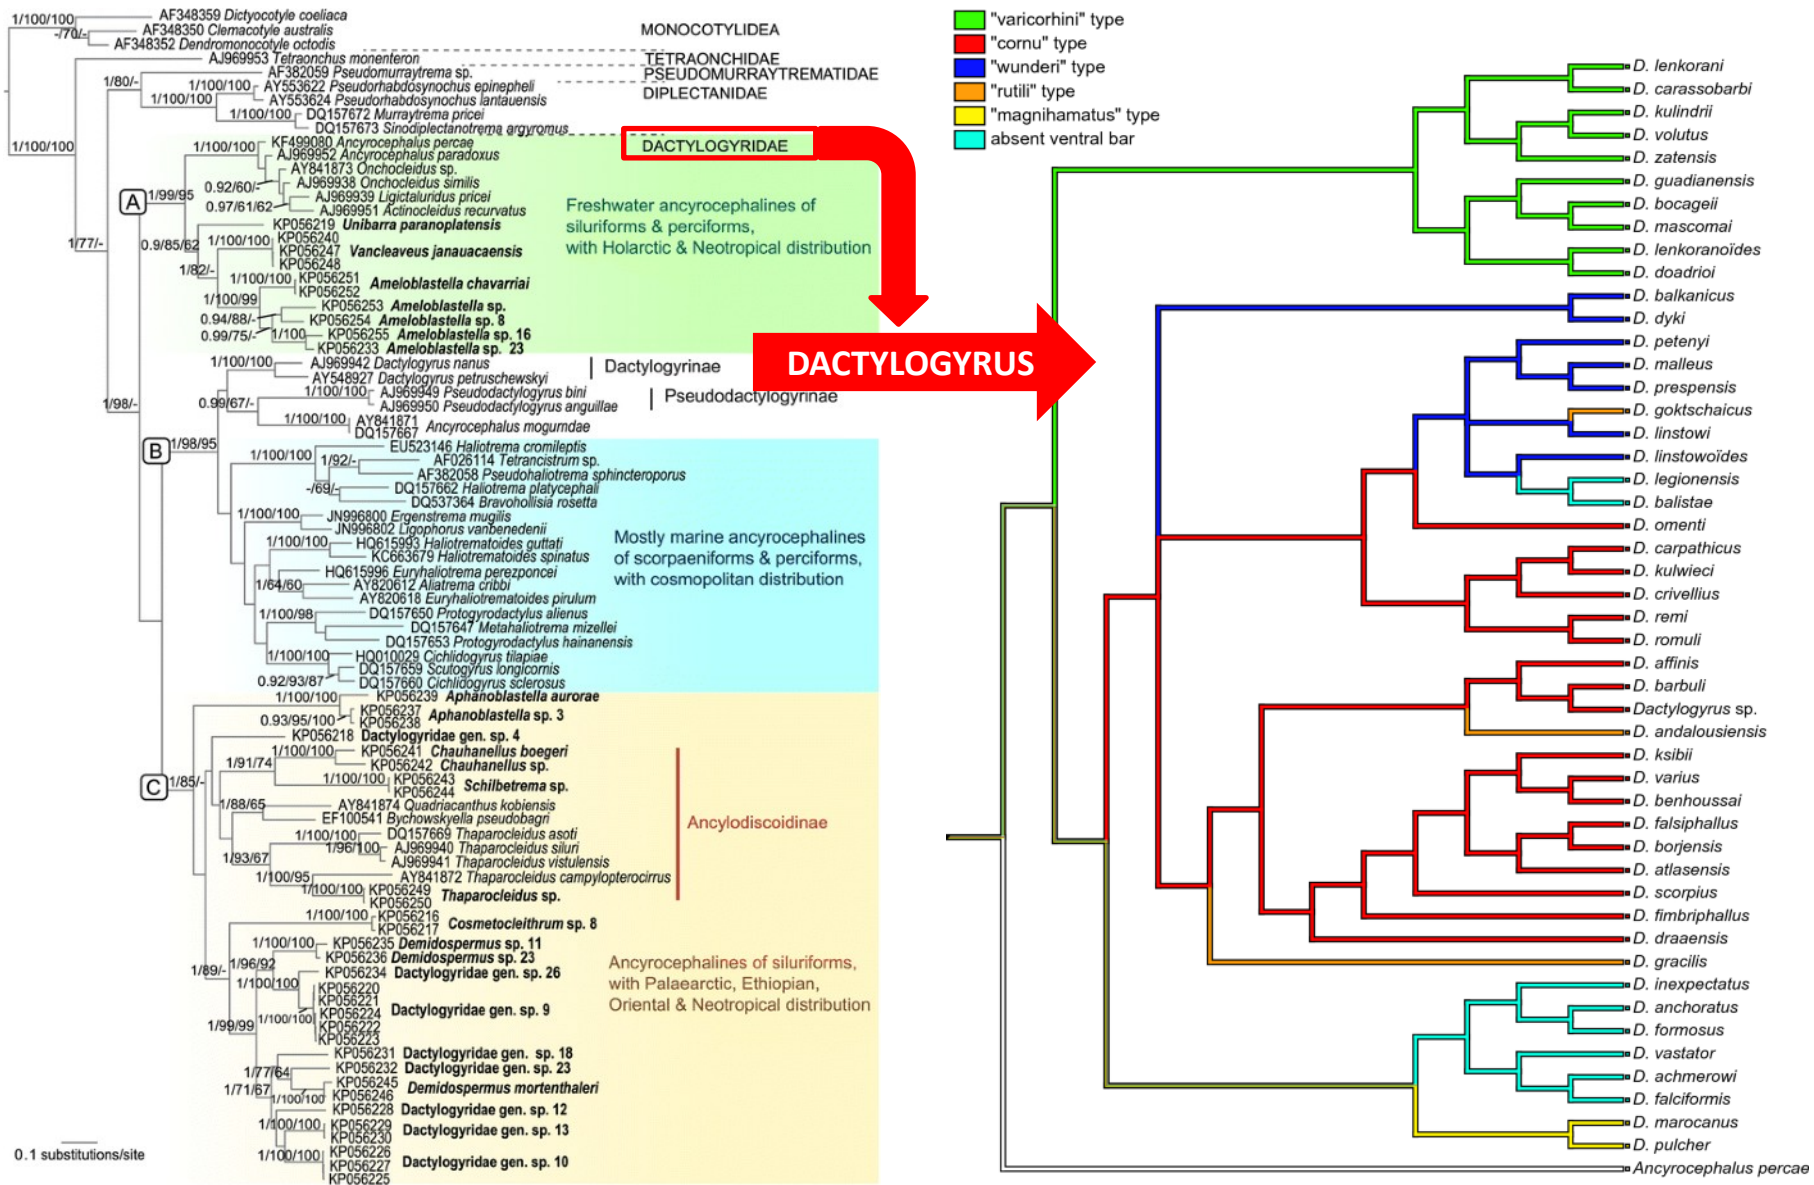 AF348359 Dictyocotyle coeliaca
1/100/100
AF348350 Clemacotyle australis
-/70/-
AF348352 Dendromonocotyle octodis
MONOCOTYLIDEA
AJ969953 Tetraonchus monenteron
TETRAONCHIDAE
AF382059 Pseudomurraytrema sp.
PSEUDOMURRAYTREMATIDAE
1/80/-
1/100/100
AY553622 Pseudorhabdosynochus epinepheli
DIPLECTANIDAE
1/100/100
AY553624 Pseudorhabdosynochus lantauensis
1/100/100
DQ157672 Murraytrema pricei
DQ157673 Sinodiplectanotrema argyromus
1/100/100
1/100/100
KF499080 Ancyrocephalus percae
DACTYLOGYRIDAE
AJ969952 Ancyrocephalus paradoxus
AY841873 Onchocleidus sp.
0.92/60/-
AJ969938 Onchocleidus similis
A
1/99/95
0.97/61/62
AJ969939 Ligictaluridus pricei
AJ969951 Actinocleidus recurvatus
Freshwater ancyrocephalines of
siluriforms & perciforms,
with Holarctic & Neotropical distribution
KP056219 Unibarra paranoplatensis
1/77/-
0.9/85/62
1/100/100
KP056240
KP056247
KP056248
Vancleaveus janauacaensis
1/82/-
1/100/100
KP056251
KP056252
Ameloblastella chavarriai
1/100/99
KP056253 Ameloblastella sp.
0.94/88/-
KP056254 Ameloblastella sp. 8
0.99/75/-
1/100
KP056255 Ameloblastella sp. 16
KP056233 Ameloblastella sp. 23
1/100/100
AJ969942 Dactylogyrus nanus
AY548927 Dactylogyrus petruschewskyi
Dactylogyrinae
1/98/-
0.99/67/-
1/100/100
AJ969949 Pseudodactylogyrus bini
AJ969950 Pseudodactylogyrus anguillae
Pseudodactylogyrinae
1/100/100
AY841871
DQ157667
Ancyrocephalus mogurndae
B
1/98/95
EU523146 Haliotrema cromileptis
1/100/100
1/92/-
AF026114 Tetrancistrum sp.
AF382058 Pseudohaliotrema sphincteroporus
-/69/-
DQ157662 Haliotrema platycephali
DQ537364 Bravohollisia rosetta
1/100/100
JN996800 Ergenstrema mugilis
JN996802 Ligophorus vanbenedenii
1/100/100
HQ615993 Haliotrematoides guttati
KC663679 Haliotrematoides spinatus
Mostly marine ancyrocephalines
of scorpaeniforms & perciforms,
with cosmopolitan distribution
HQ615996 Euryhaliotrema perezponcei
1/64/60
AY820612 Aliatrema cribbi
AY820618 Euryhaliotrematoides pirulum
1/100/98
DQ157650 Protogyrodactylus alienus
DQ157647 Metahaliotrema mizellei
DQ157653 Protogyrodactylus hainanensis
1/100/100
HQ010029 Cichlidogyrus tilapiae
DQ157659 Scutogyrus longicornis
0.92/93/87
DQ157660 Cichlidogyrus sclerosus
1/100/100
KP056239 Aphanoblastella aurorae
0.93/95/100
KP056237
KP056238
Aphanoblastella sp. 3
KP056218 Dactylogyridae gen. sp. 4
1/100/100
KP056241 Chauhanellus boegeri
C
1/85/-
1/91/74
KP056242 Chauhanellus sp.
1/100/100
KP056243
KP056244
Schilbetrema sp.
1/88/65
AY841874 Quadriacanthus kobiensis
EF100541 Bychowskyella pseudobagri
Ancylodiscoidinae
1/100/100
DQ157669 Thaparocleidus asoti
1/96/100
AJ969940 Thaparocleidus siluri
AJ969941 Thaparocleidus vistulensis
1/93/67
1/100/95
AY841872 Thaparocleidus campylopterocirrus
1/100/100
KP056249
KP056250
Thaparocleidus sp.
1/100/100
KP056216
KP056217
Cosmetocleithrum sp. 8
1/100/100
KP056235 Demidospermus sp. 11
1/96/92
KP056236 Demidospermus sp. 23
1/89/-
KP056234 Dactylogyridae gen. sp. 26
1/100/100
KP056220
KP056221
KP056224
KP056222
KP056223
Dactylogyridae gen. sp. 9
1/100/100
1/99/99
Ancyrocephalines of siluriforms,
with Palaearctic, Ethiopian,
Oriental & Neotropical distribution
KP056231 Dactylogyridae gen. sp. 18
1/77/64
KP056232 Dactylogyridae gen. sp. 23
1/71/67
KP056245
KP056246
Demidospermus mortenthaleri
1/100/100
KP056228 Dactylogyridae gen. sp. 12
1/100/100
KP056229
KP056230
Dactylogyridae gen. sp. 13
1/100/100
KP056226
KP056227
KP056225
Dactylogyridae gen. sp. 10
0.1 substitutions/site
DACTYLOGYRUS
"varicorhini" type
"cornu" type
"wunderi" type
"rutili" type
"magnihamatus" type
absent ventral bar
D. lenkorani
D. carassobarbi
D. kulindrii
D. volutus
D. zatensis
D. guadianensis
D. bocageii
D. mascomai
D. lenkoranoïdes
D. doadrioi
D. balkanicus
D. dyki
D. petenyi
D. malleus
D. prespensis
D. goktschaicus
D. linstowi
D. linstowoïdes
D. legionensis
D. balistae
D. omenti
D. carpathicus
D. kulwieci
D. crivellius
D. remi
D. romuli
D. affinis
D. barbuli
Dactylogyrus sp.
D. andalousiensis
D. ksibii
D. varius
D. benhoussai
D. falsiphallus
D. borjensis
D. atlasensis
D. scorpius
D. fimbriphallus
D. draaensis
D. gracilis
D. inexpectatus
D. anchoratus
D. formosus
D. vastator
D. achmerowi
D. falciformis
D. marocanus
D. pulcher
Ancyrocephalus percae